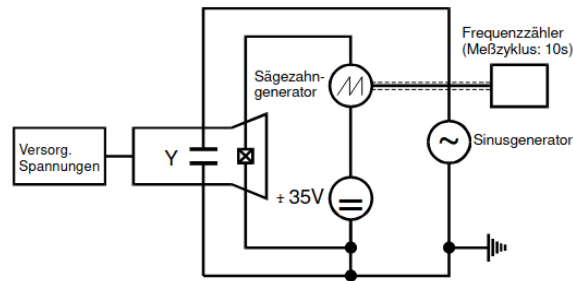 Frequenzzähler
(Meßzyklus: 10s)
Sägezahn-
generator
Sinusgenerator
Versorg.
Spannungen
Y
± 35V